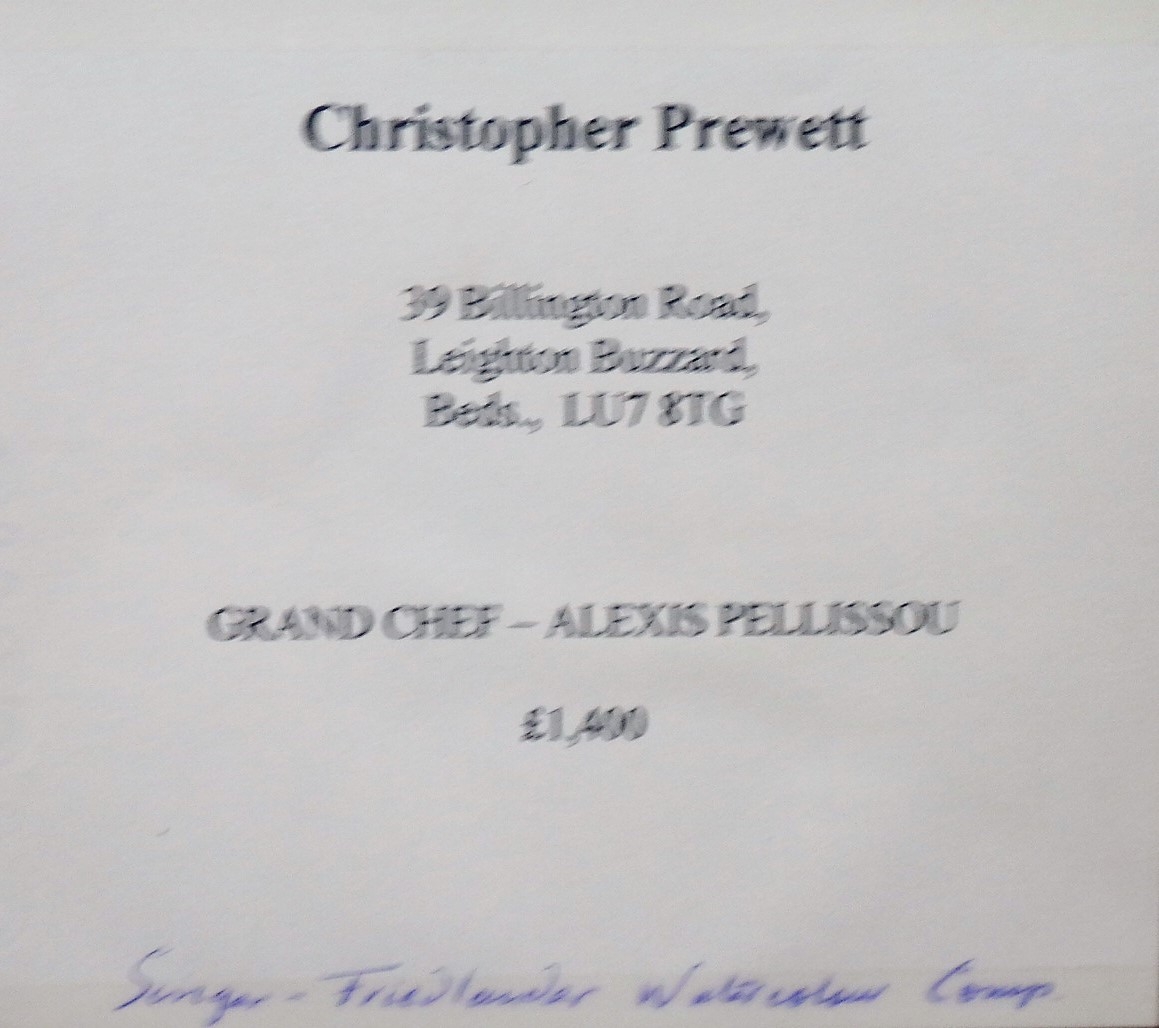 Christopher Prewett
39 Billington Road,
Leighton Buzzard,
Beds., LU7 8TG
GRAND CHEF – ALEXIS PELLISSOU
£1,400
Singer - Friedlander Watercolour Comp